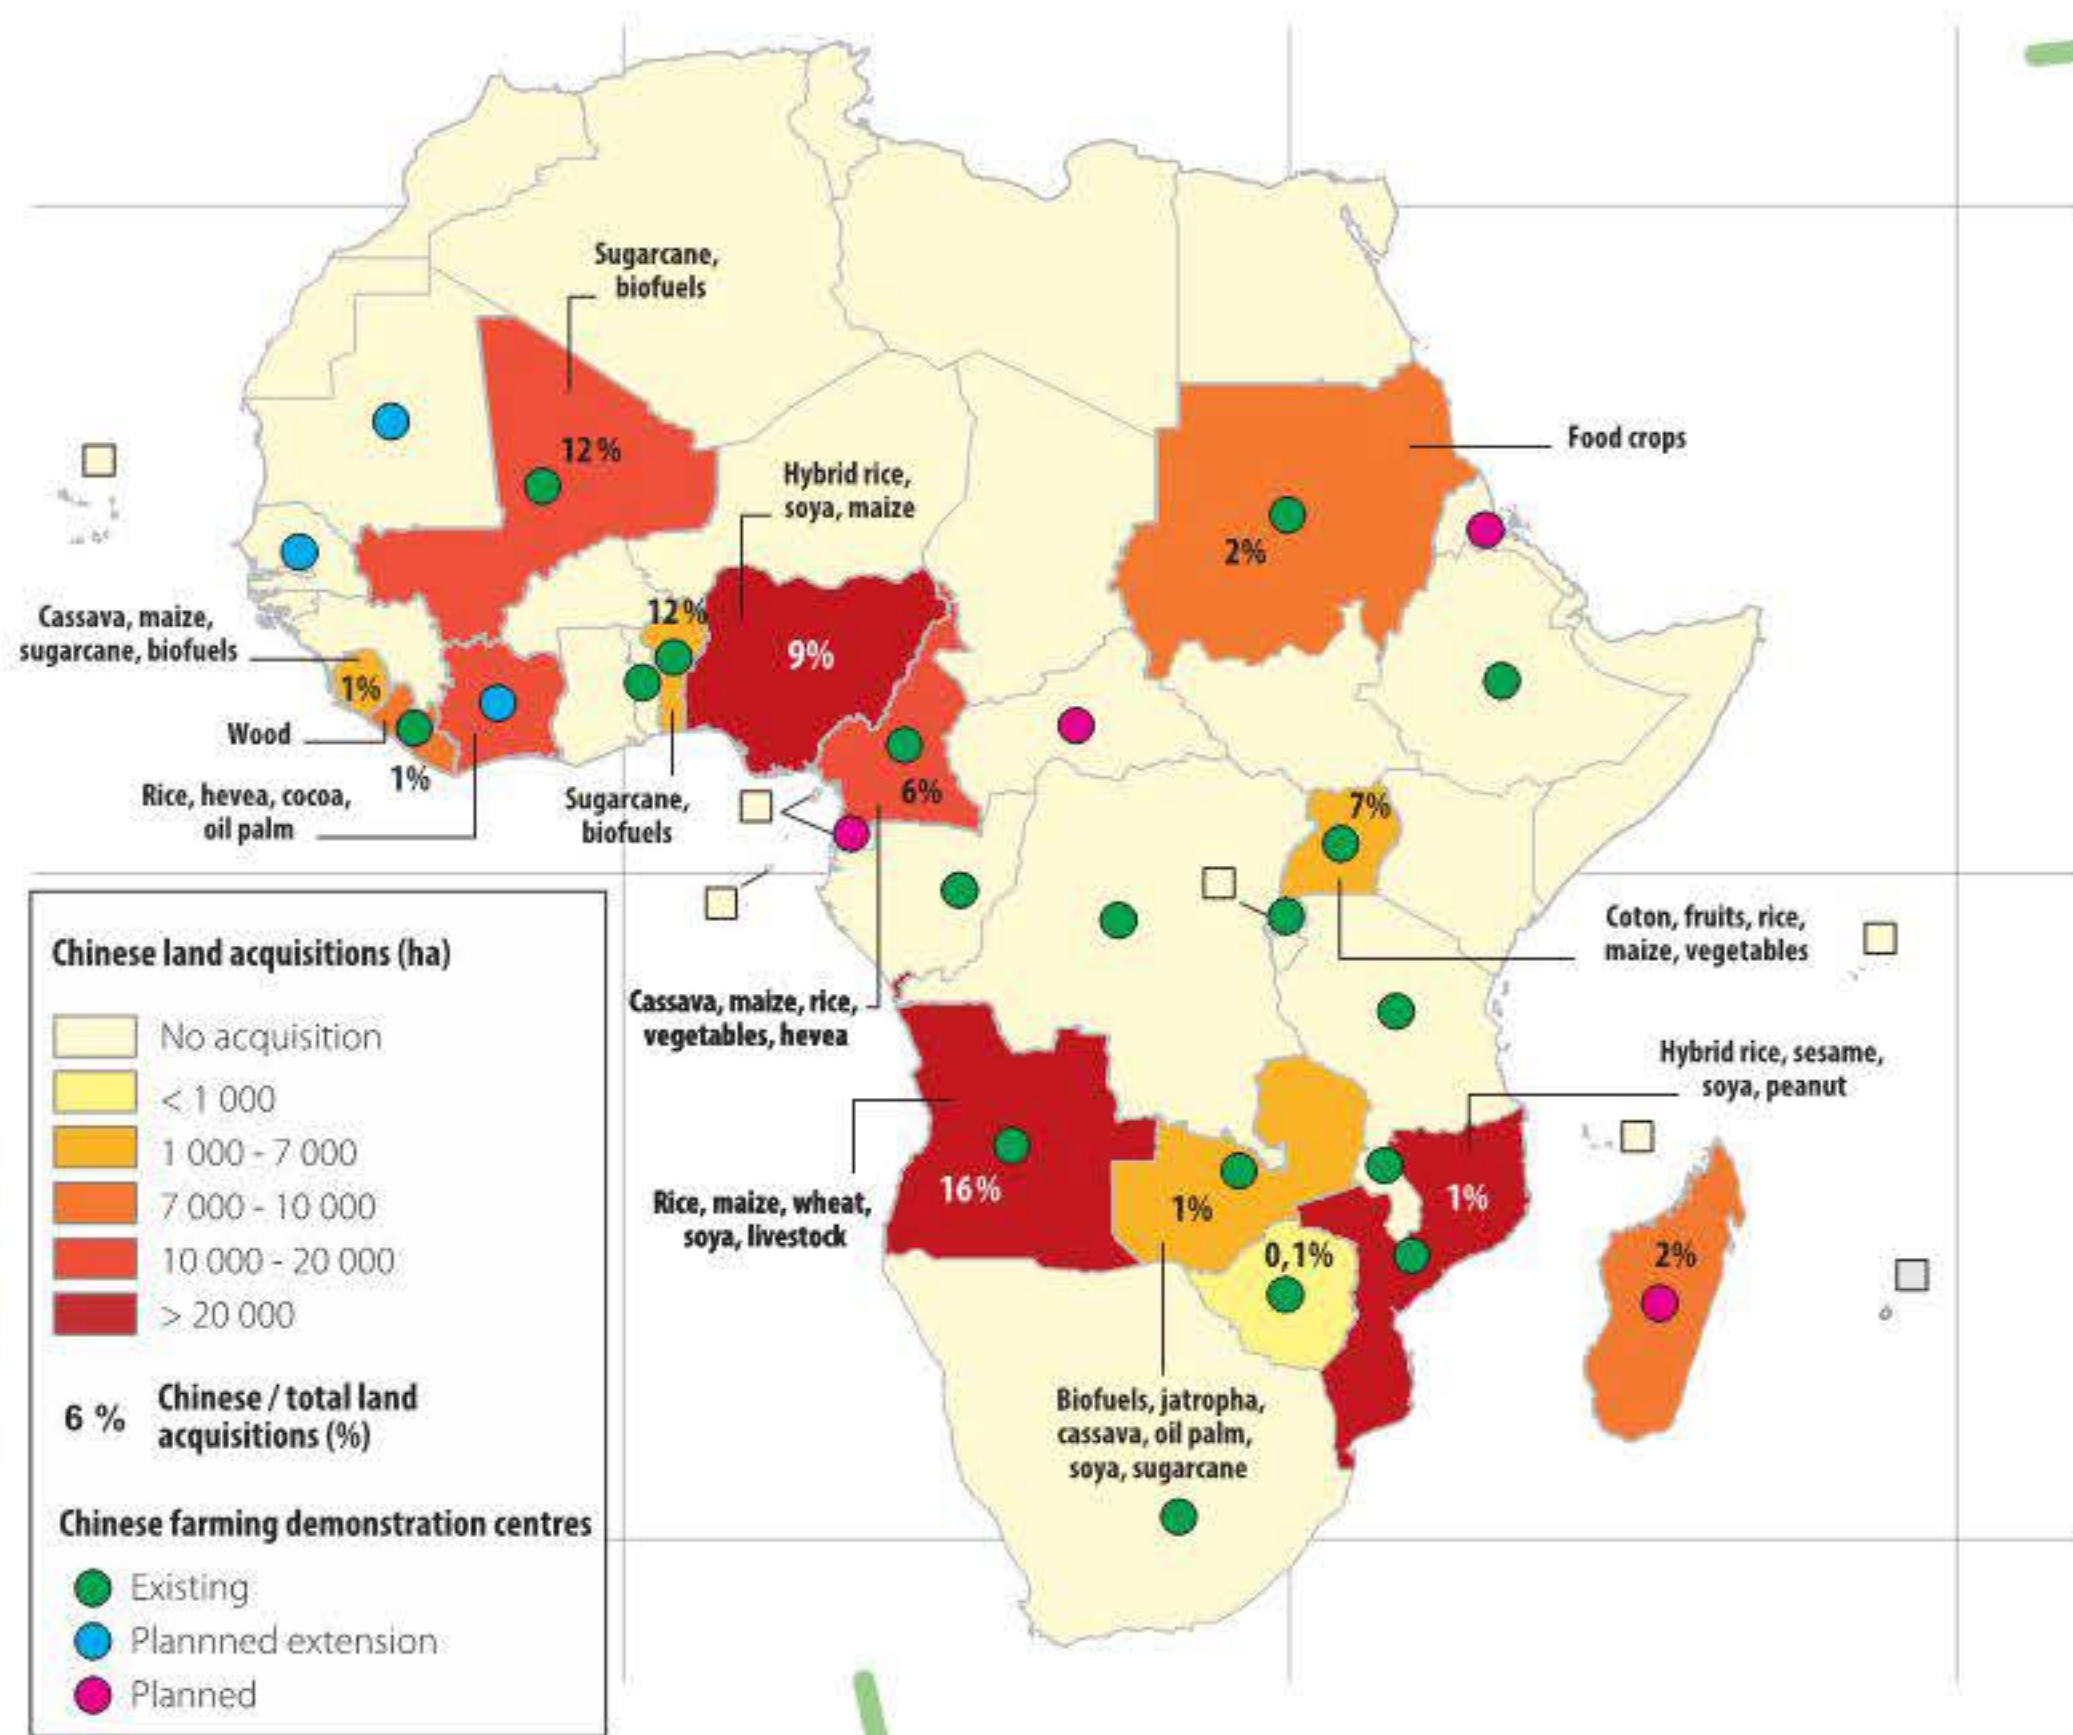 Sugarcane,
biofuels
12%
Hybrid rice,
soya, maize
Food crops
2%
Cassava, maize,
sugarcane, biofuels
1%
12%
9%
Wood
1%
Rice, hevea, cocoa,
oil palm
Sugarcane,
biofuels
6%
7%
Coton, fruits, rice,
maize, vegetables
Cassava, maize, rice,
vegetables, hevea
Hybrid rice, sesame,
soya, peanut
Rice, maize, wheat,
soya, livestock
16%
1%
1%
0,1%
2%
Biofuels, jatropha,
cassava, oil palm,
soya, sugarcane
Chinese land acquisitions (ha)
No acquisition
< 1 000
1 000 - 7 000
7 000 - 10 000
10 000 - 20 000
> 20 000
6 %
Chinese / total land
acquisitions (%)
Chinese farming demonstration centres
Existing
Plannned extension
Planned